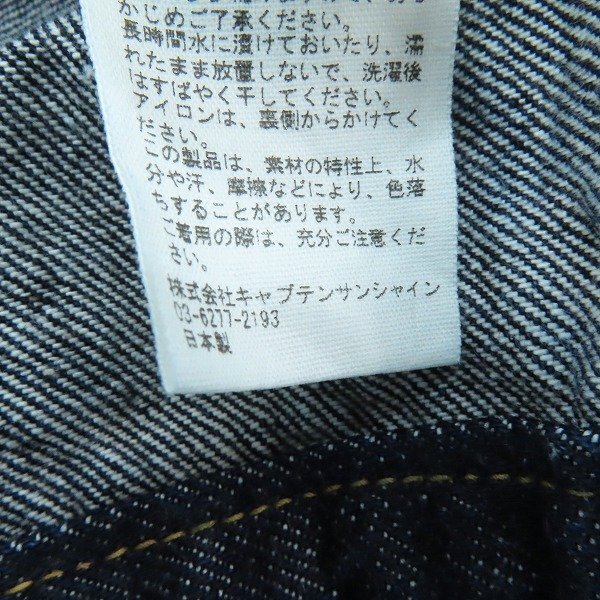 かじめご了承ください。
長時間水に漬けておいたり、濡
れたまま放置しないで、洗濯後
はすばやく干してください。
アイロンは、裏側からかけてく
ださい。
この製品は、素材の特性上、水
分や汗、摩擦などにより、色落
ちすることがあります。
ご着用の際は、充分ご注意くだ
さい。
株式会社キャプテンサンシャイン
03-6277-2193
日本製